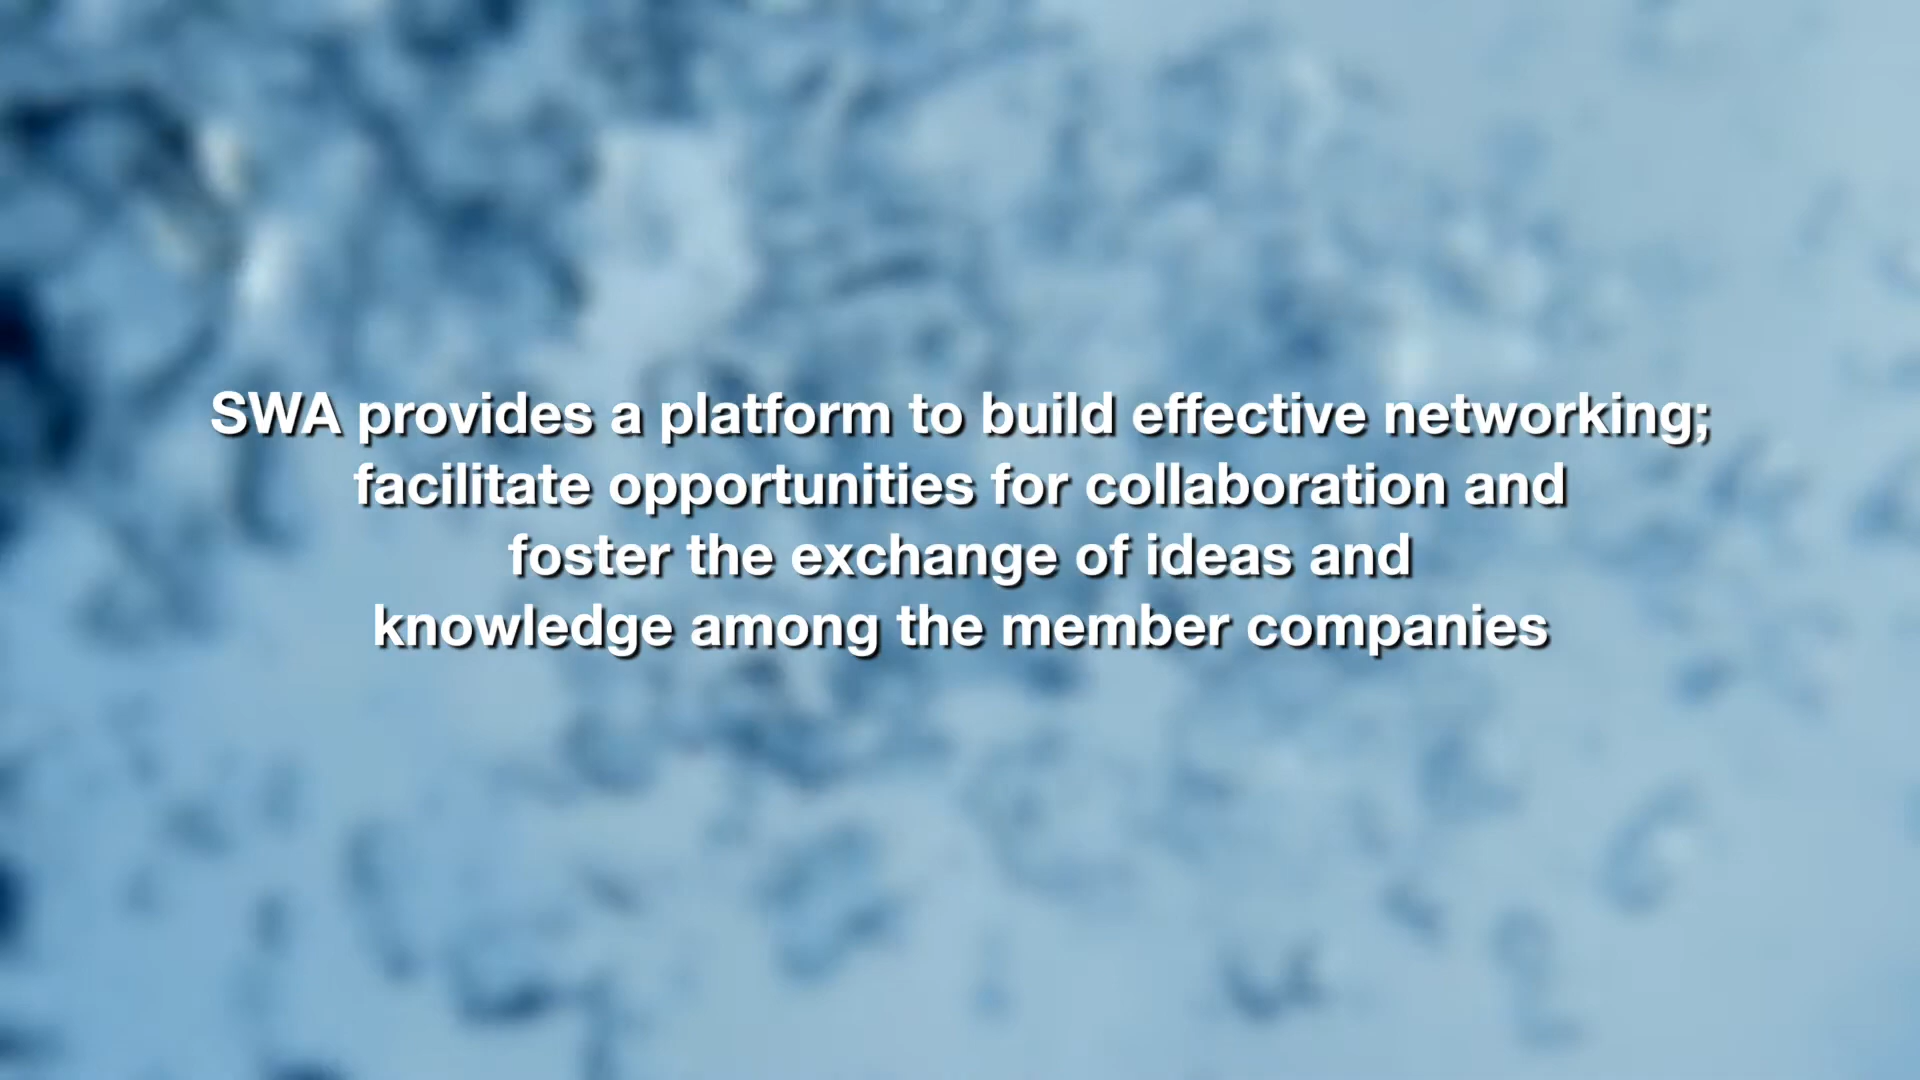 SWA provides a platform to build effective networking;
facilitate opportunities for collaboration and
foster the exchange of ideas and
knowledge among the member companies